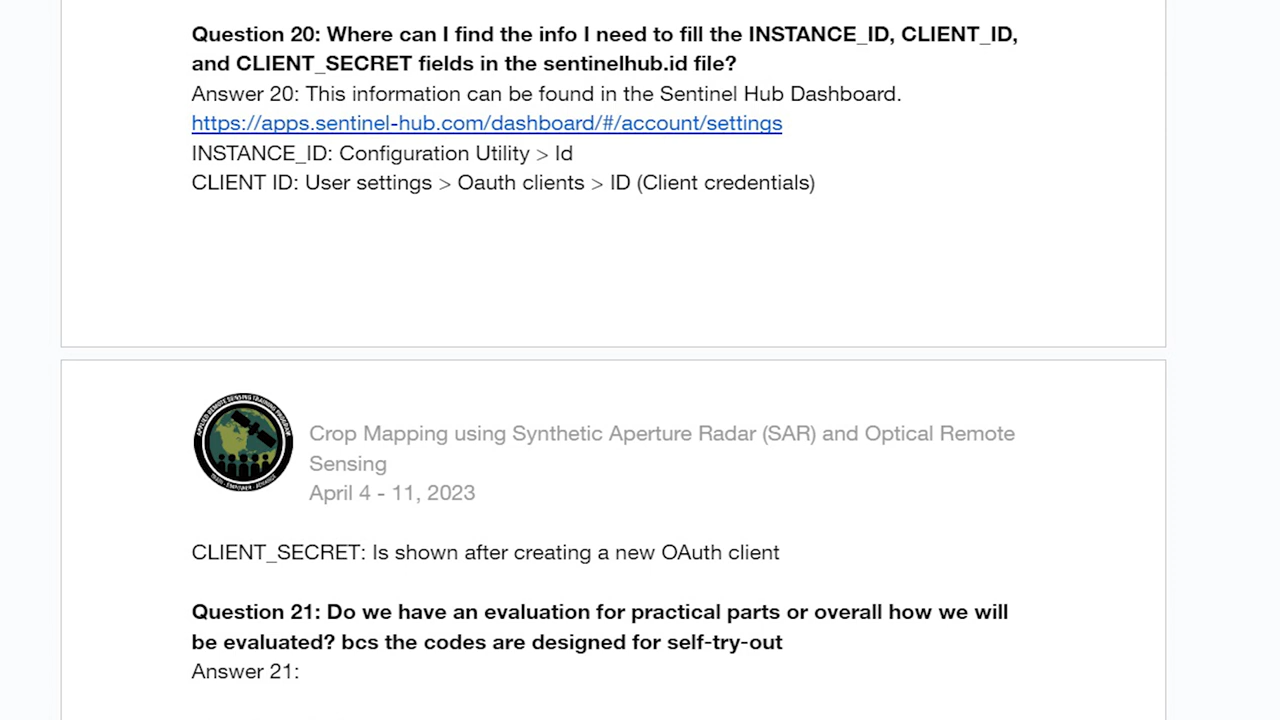 Question 20: Where can I find the info I need to fill the INSTANCE_ID, CLIENT_ID,
and CLIENT_SECRET fields in the sentinelhub.id file?
Answer 20: This information can be found in the Sentinel Hub Dashboard.
https://apps.sentinel-hub.com/dashboard/#/account/settings
INSTANCE_ID: Configuration Utility > Id
CLIENT ID: User settings > Oauth clients > ID (Client credentials)
APPLIED REMOTE SENSING TRAINING PROGRAM
Crop Mapping using Synthetic Aperture Radar (SAR) and Optical Remote
Sensing
April 4 - 11, 2023
CLIENT_SECRET: Is shown after creating a new OAuth client
Question 21: Do we have an evaluation for practical parts or overall how we will
be evaluated? bcs the codes are designed for self-try-out
Answer 21: